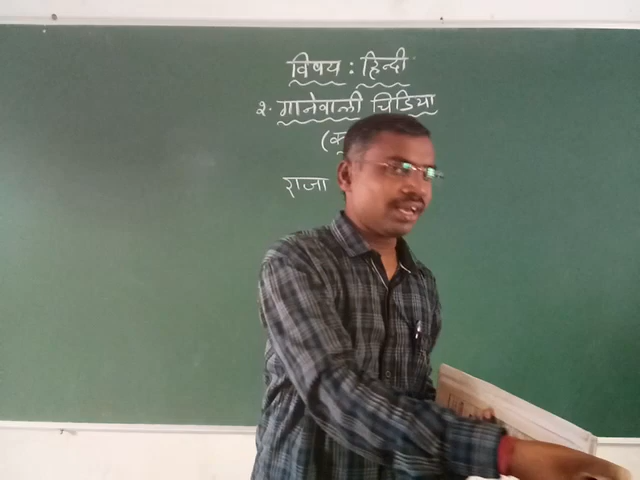 विषय : हिन्दी
२. गानेवाली चिडिया
राजा